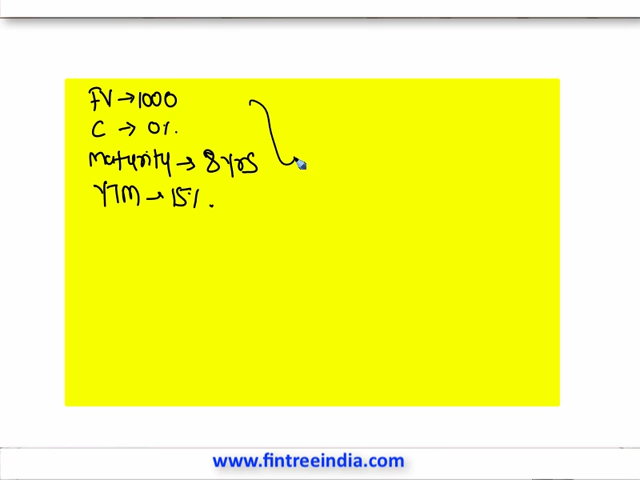 FV → 1000
C → 0%.
Maturity → 8 yrs
YTM → 15%.
www.fintreeindia.com